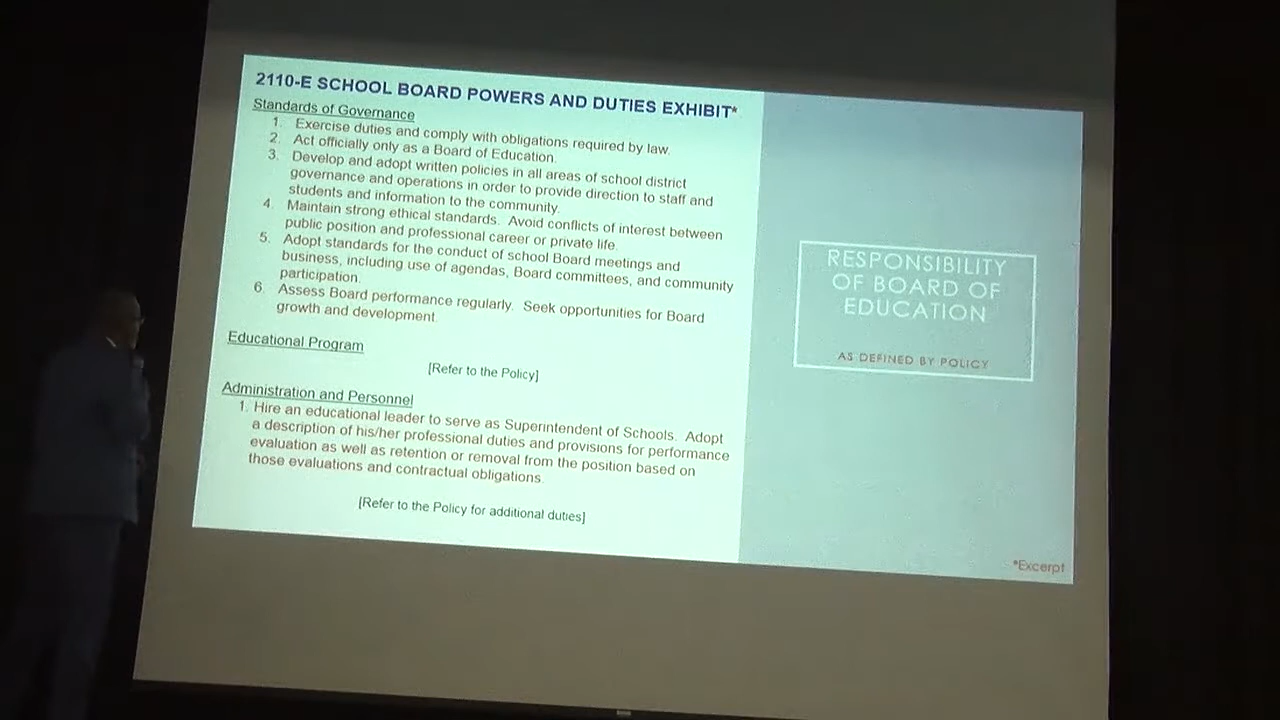 2110-E SCHOOL BOARD POWERS AND DUTIES EXHIBIT*
Standards of Governance
1. Exercise duties and comply with obligations required by law.
2. Act officially only as a Board of Education.
3. Develop and adopt written policies in all areas of school district
governance and operations in order to provide direction to staff and
students and information to the community.
4. Maintain strong ethical standards. Avoid conflicts of interest between
public position and professional career or private life.
5. Adopt standards for the conduct of school Board meetings and
business, including use of agendas, Board committees, and community
participation.
6. Assess Board performance regularly. Seek opportunities for Board
growth and development.
Educational Program
[Refer to the Policy]
Administration and Personnel
1. Hire an educational leader to serve as Superintendent of Schools. Adopt
a description of his/her professional duties and provisions for performance
evaluation as well as retention or removal from the position based on
those evaluations and contractual obligations.
[Refer to the Policy for additional duties]
RESPONSIBILITY
OF BOARD OF
EDUCATION
AS DEFINED BY POLICY
*Excerpt